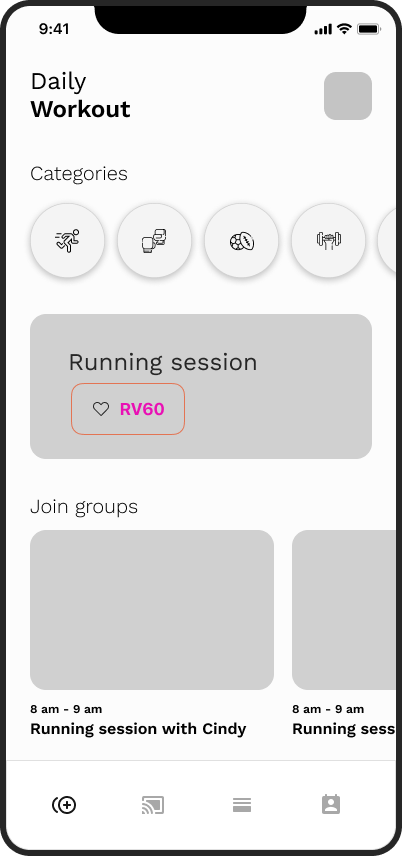 9:41
Daily
Workout
Categories
Running session
RV60
Join groups
8 am - 9 am
Running session with Cindy
8 am - 9 am
Running sess